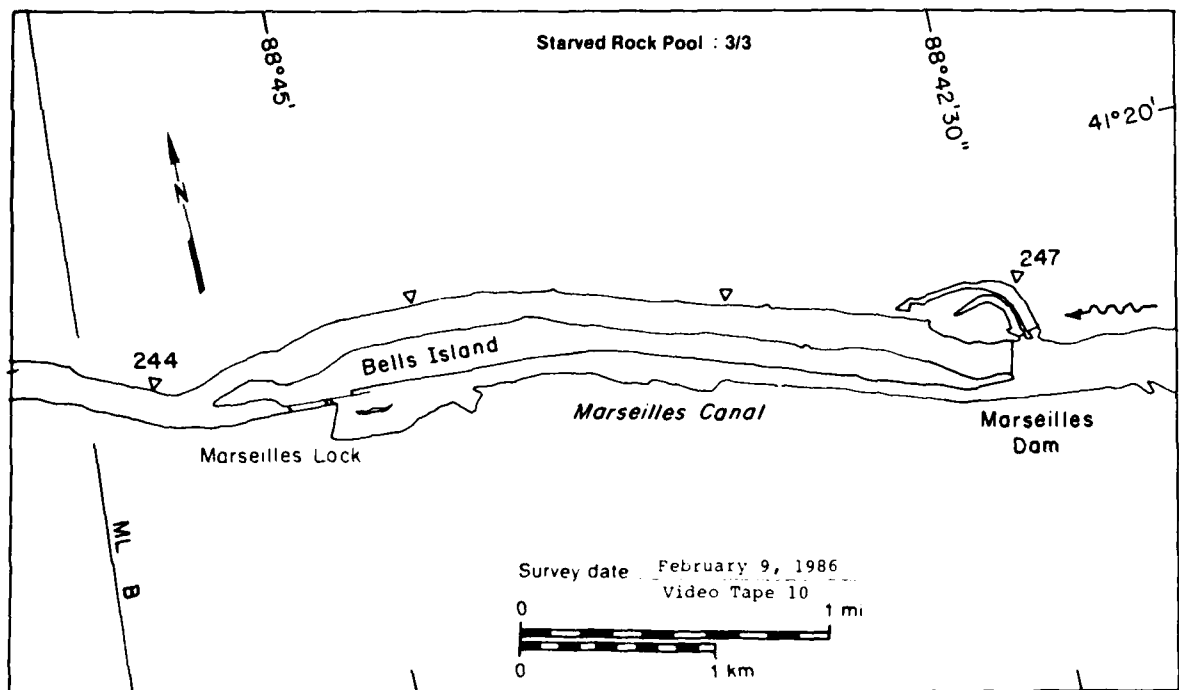 Starved Rock Pool : 3/3
88°45'
88°42'30"
41°20'
N
247
244
Bells Island
Marseilles Canal
Marseilles Lock
Marseilles
Dam
ML B
Survey date February 9, 1986
Video Tape 10
0 1 mi
0 1 km